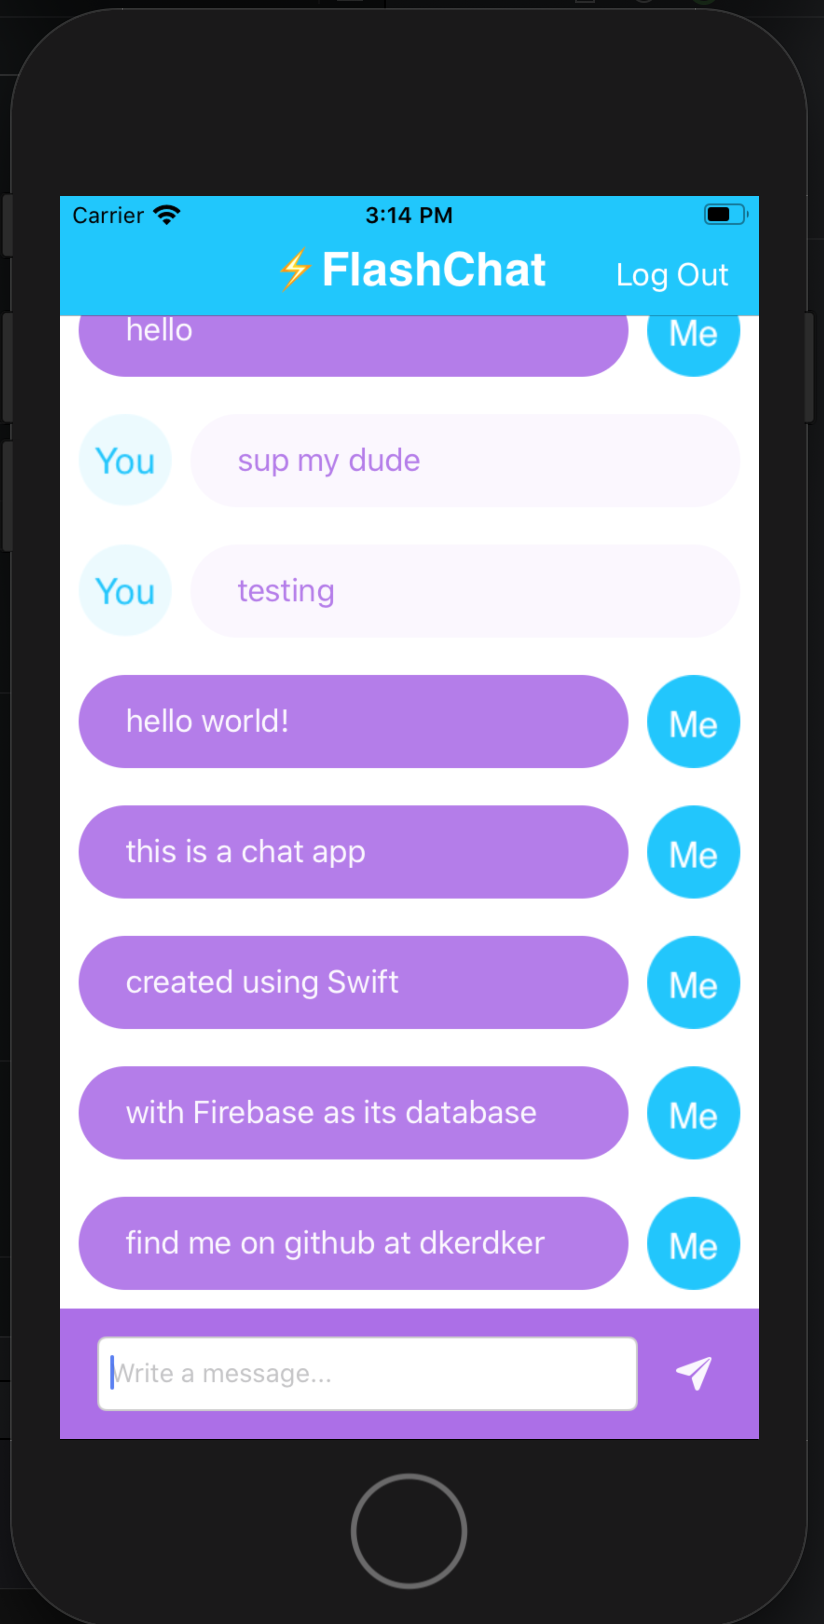 Carrier 3:14 PM
⚡FlashChat Log Out
hello Me
You sup my dude
You testing
hello world! Me
this is a chat app Me
created using Swift Me
with Firebase as its database Me
find me on github at dkerdker Me
Write a message...